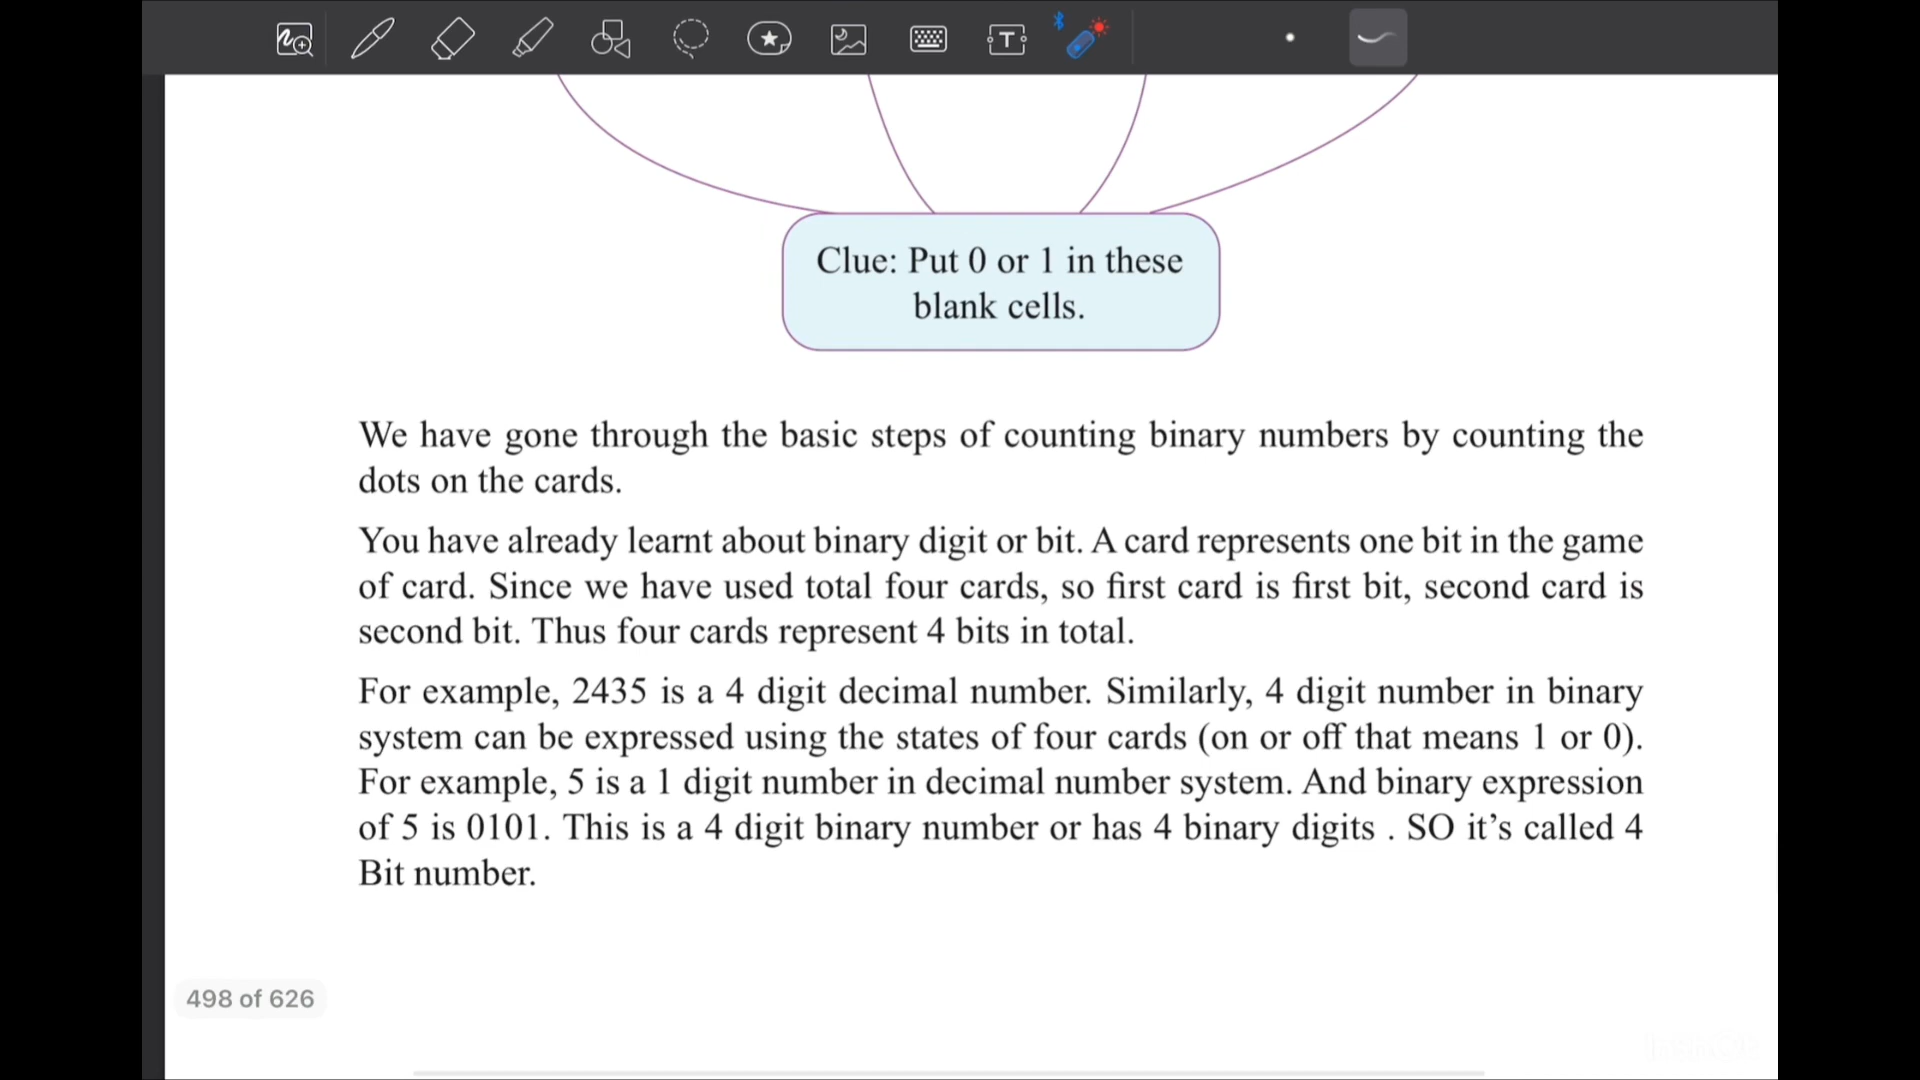 T
Clue: Put 0 or 1 in these
blank cells.
We have gone through the basic steps of counting binary numbers by counting the
dots on the cards.
You have already learnt about binary digit or bit. A card represents one bit in the game
of card. Since we have used total four cards, so first card is first bit, second card is
second bit. Thus four cards represent 4 bits in total.
For example, 2435 is a 4 digit decimal number. Similarly, 4 digit number in binary
system can be expressed using the states of four cards (on or off that means 1 or 0).
For example, 5 is a 1 digit number in decimal number system. And binary expression
of 5 is 0101. This is a 4 digit binary number or has 4 binary digits . SO it’s called 4
Bit number.
498 of 626